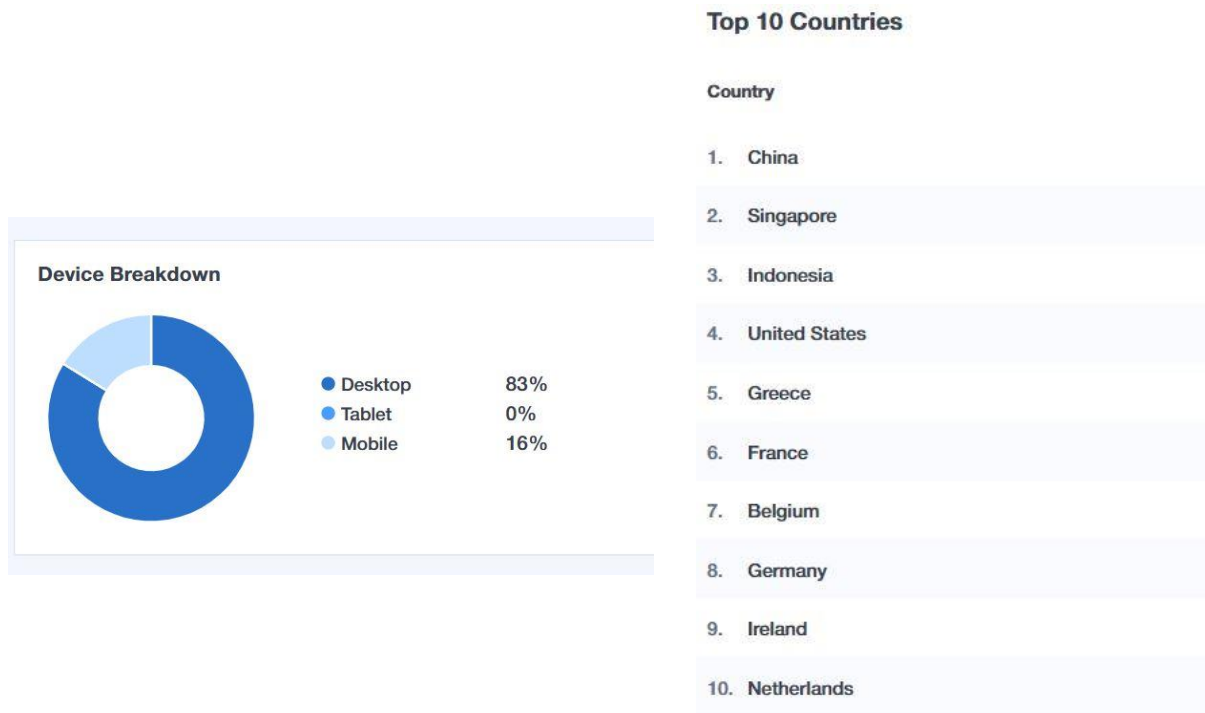 Device Breakdown
Desktop 83%
Tablet 0%
Mobile 16%
Top 10 Countries
Country
1. China
2. Singapore
3. Indonesia
4. United States
5. Greece
6. France
7. Belgium
8. Germany
9. Ireland
10. Netherlands